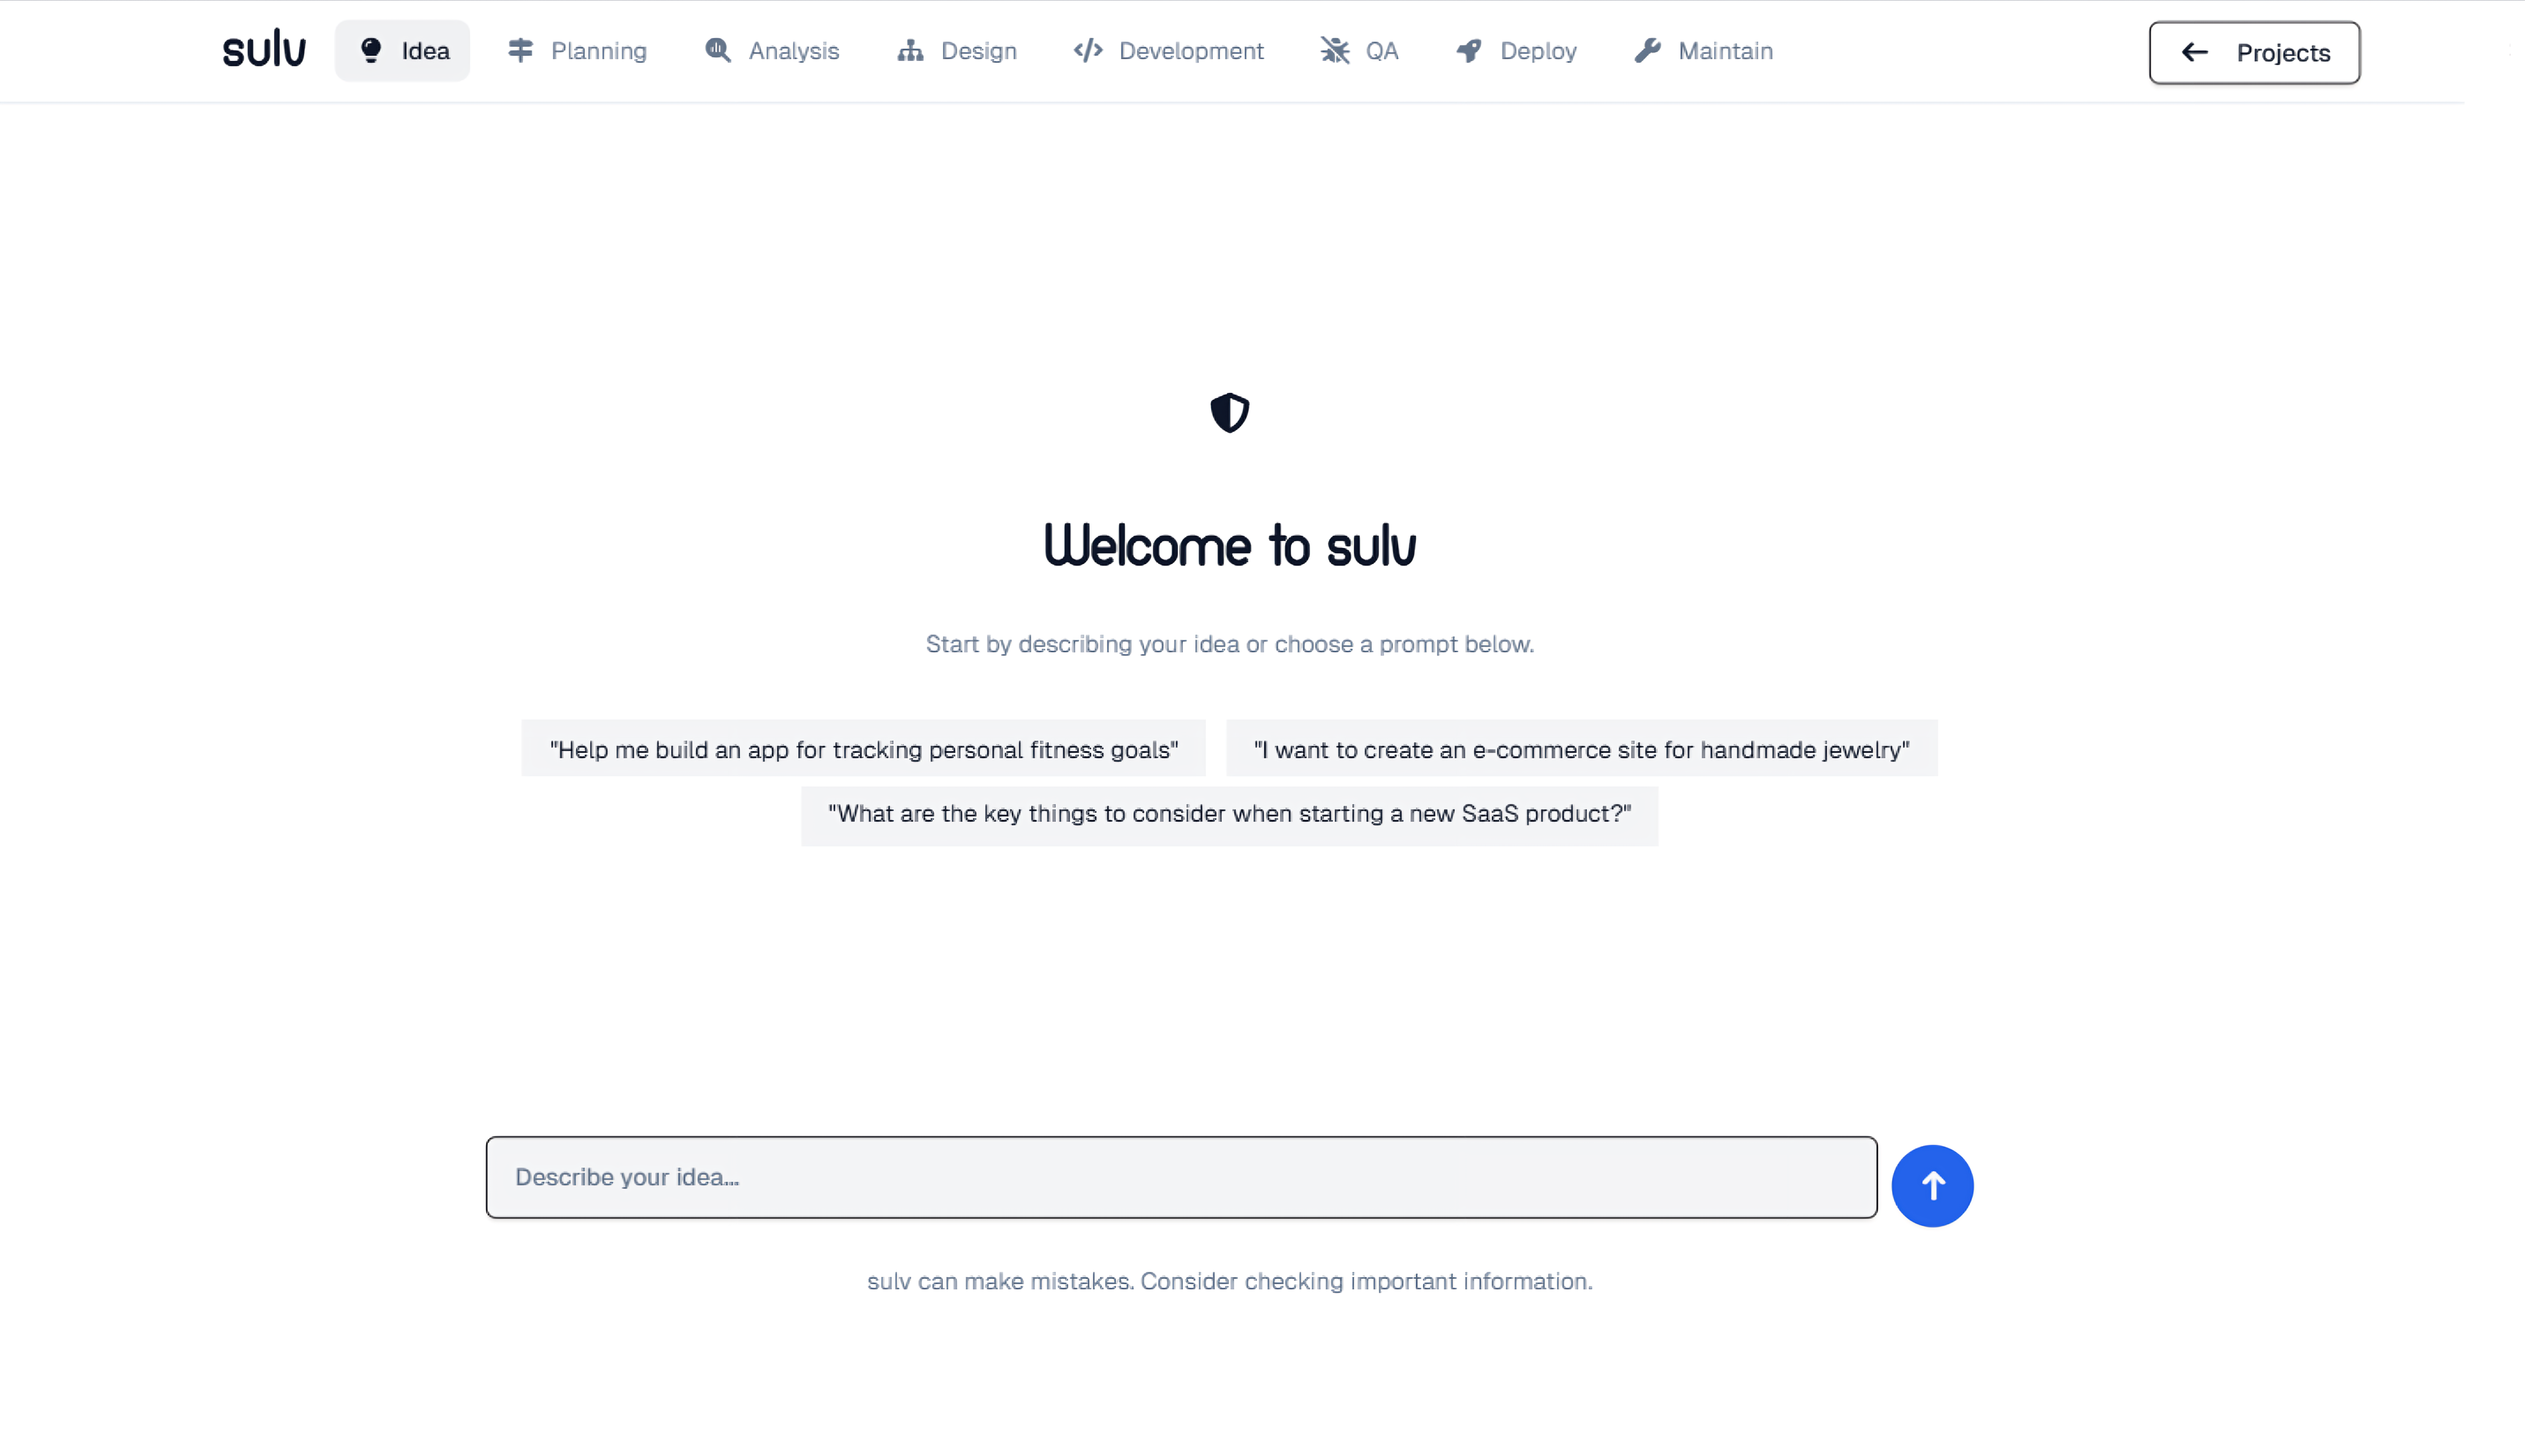 sulv Idea Planning Analysis Design Development QA Deploy Maintain Projects
Welcome to sulv
Start by describing your idea or choose a prompt below.
"Help me build an app for tracking personal fitness goals" "I want to create an e-commerce site for handmade jewelry"
"What are the key things to consider when starting a new SaaS product?"
Describe your idea...
sulv can make mistakes. Consider checking important information.